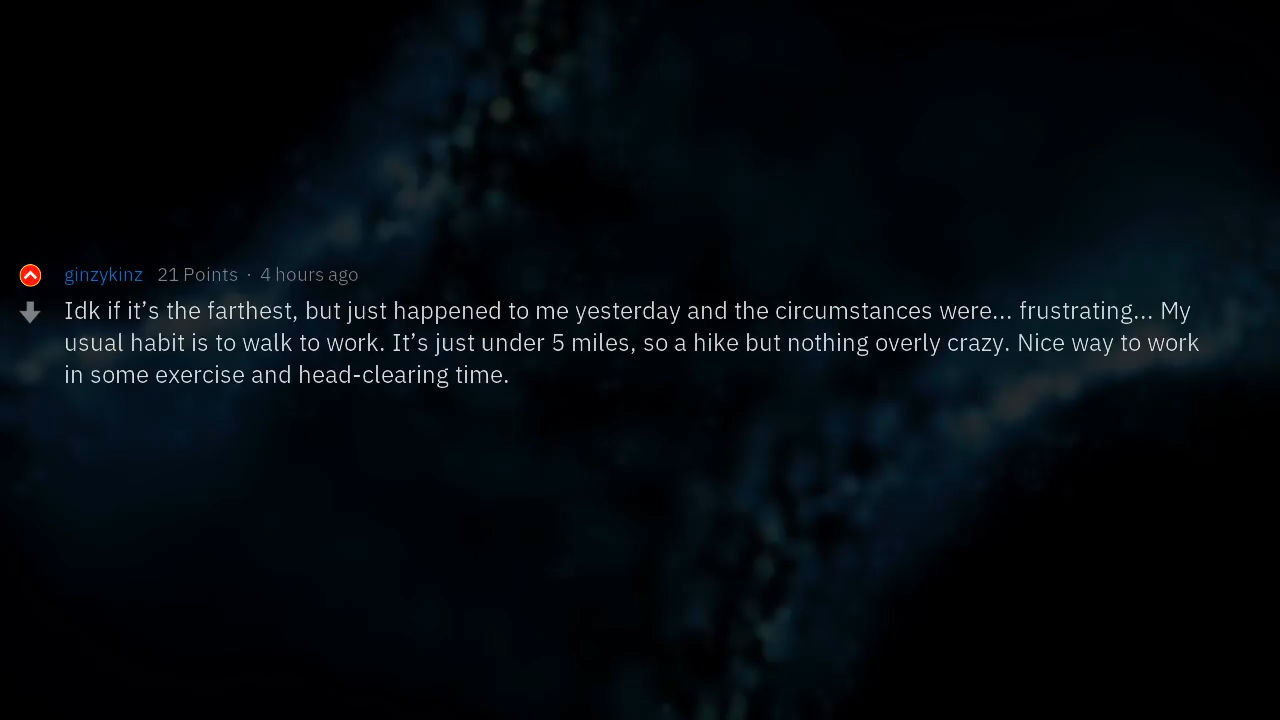 ginzykinz 21 Points · 4 hours ago
Idk if it’s the farthest, but just happened to me yesterday and the circumstances were... frustrating... My
usual habit is to walk to work. It’s just under 5 miles, so a hike but nothing overly crazy. Nice way to work
in some exercise and head-clearing time.